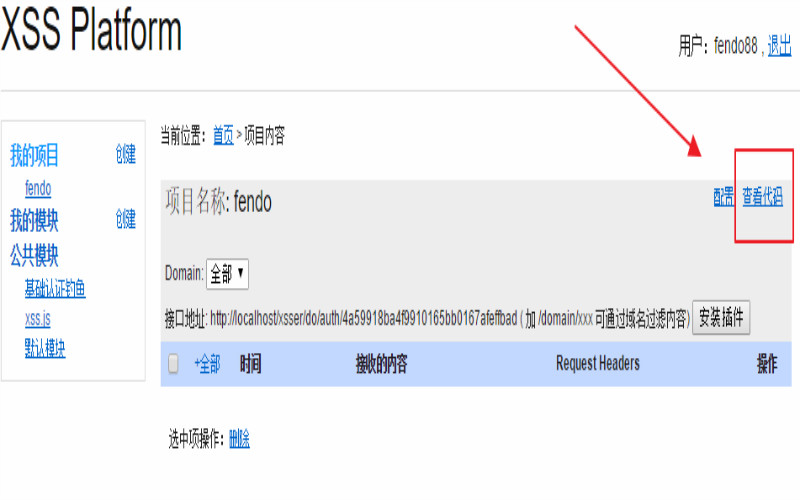 XSS Platform
用户：fendo88 , 退出
当前位置： 首页 > 项目内容
我的项目 创建
fendo
我的模块 创建
公共模块
基础认证钓鱼
xss.js
默认模块
项目名称: fendo
配置 查看代码
Domain: 全部
接口地址: http://localhost/xsser/do/auth/4a59918ba4f9910165bb0167afeffbad ( 加 /domain/xxx 可通过域名过滤内容) 安装插件
+全部 时间 接收的内容 Request Headers 操作
选中项操作： 删除